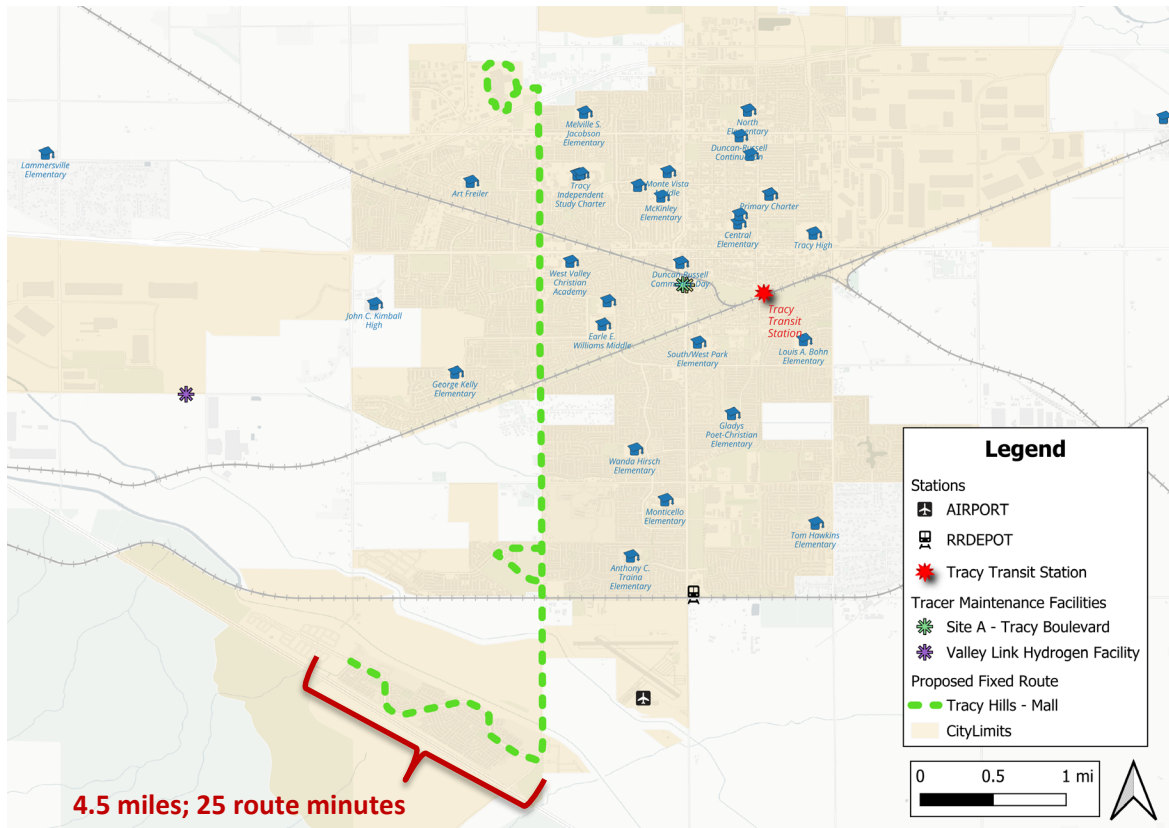 Lammersville
Elementary
Melville S.
Jacobson
Elementary
North
Elementary
Duncan-Russell
Continuation
Art Freiler
Tracy
Independent
Study Charter
Monte Vista
Middle
McKinley
Elementary
Primary Charter
Central
Elementary
Tracy High
West Valley
Christian
Academy
Duncan-Russell
Community Day
John C. Kimball
High
Earle E.
Williams Middle
Tracy
Transit
Station
South/West Park
Elementary
Louis A. Bohn
Elementary
George Kelly
Elementary
Gladys
Poet-Christian
Elementary
Wanda Hirsch
Elementary
Monticello
Elementary
Tom Hawkins
Elementary
Anthony C.
Traina
Elementary
4.5 miles; 25 route minutes
Legend
Stations
AIRPORT
RRDEPOT
Tracy Transit Station
Tracer Maintenance Facilities
Site A - Tracy Boulevard
Valley Link Hydrogen Facility
Proposed Fixed Route
Tracy Hills - Mall
CityLimits
0 0.5 1 mi